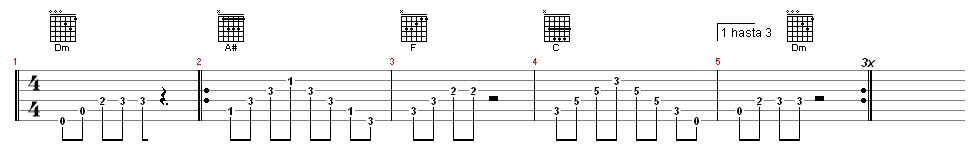 x x
Dm A# F C 1 hasta 3 Dm
1 2 3 4 5 3x
4 1 3
4 2 3 3 3 3 3 2 2 5 5 5 5 2 3 3
0 1 1 3 3 3 0
0 3 0